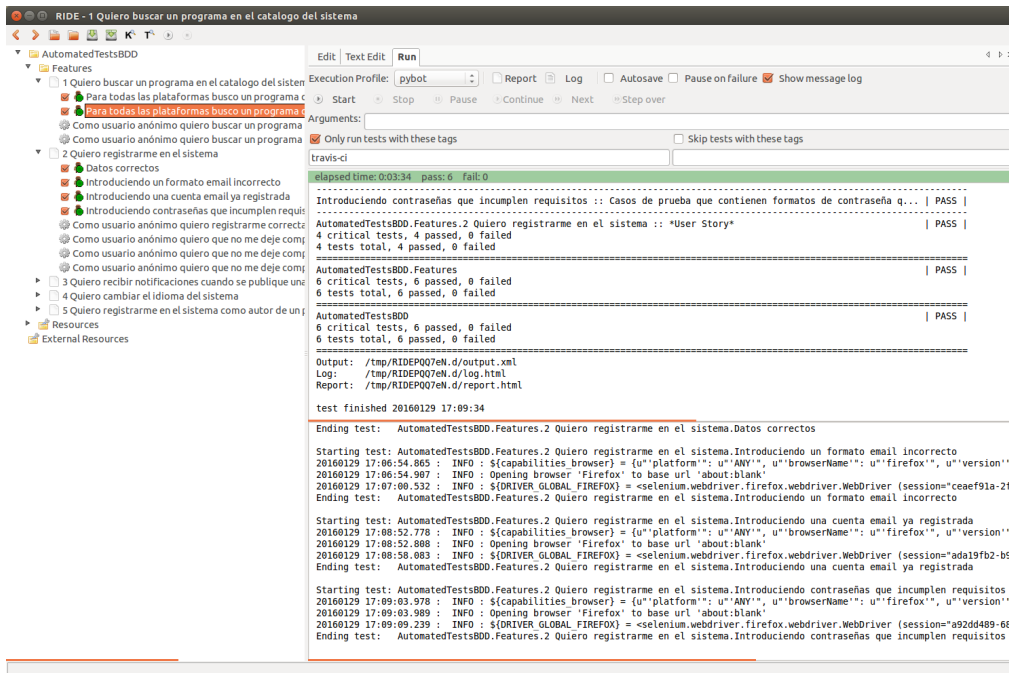 RIDE - 1 Quiero buscar un programa en el catalogo del sistema
AutomatedTestsBDD
Features
1 Quiero buscar un programa en el catalogo del sistem
Para todas las plataformas busco un programa
Para todas las plataformas busco un programa
Como usuario anónimo quiero buscar un programa
Como usuario anónimo quiero buscar un programa
2 Quiero registrarme en el sistema
Datos correctos
Introduciendo un formato email incorrecto
Introduciendo una cuenta email ya registrada
Introduciendo contraseñas que incumplen requis
Como usuario anónimo quiero registrarme correcta
Como usuario anónimo quiero que no me deje comp
Como usuario anónimo quiero que no me deje comp
Como usuario anónimo quiero que no me deje comp
3 Quiero recibir notificaciones cuando se publique una
4 Quiero cambiar el idioma del sistema
5 Quiero registrarme en el sistema como autor de un p
Resources
External Resources
Edit Text Edit Run
Execution Profile: pybot Report Log Autosave Pause on failure Show message log
Start Stop Pause Continue Next Step over
Arguments:
Only run tests with these tags Skip tests with these tags
travis-ci
elapsed time: 0:03:34 pass: 6 fail: 0
Introduciendo contraseñas que incumplen requisitos :: Casos de prueba que contienen formatos de contraseña q... | PASS |
AutomatedTestsBDD.Features.2 Quiero registrarme en el sistema :: *User Story* | PASS |
4 critical tests, 4 passed, 0 failed
4 tests total, 4 passed, 0 failed
AutomatedTestsBDD.Features | PASS |
6 critical tests, 6 passed, 0 failed
6 tests total, 6 passed, 0 failed
AutomatedTestsBDD | PASS |
6 critical tests, 6 passed, 0 failed
6 tests total, 6 passed, 0 failed
Output: /tmp/RIDEPQQ7eN.d/output.xml
Log: /tmp/RIDEPQQ7eN.d/log.html
Report: /tmp/RIDEPQQ7eN.d/report.html
test finished 20160129 17:09:34
Ending test: AutomatedTestsBDD.Features.2 Quiero registrarme en el sistema.Datos correctos
Starting test: AutomatedTestsBDD.Features.2 Quiero registrarme en el sistema.Introduciendo un formato email incorrecto
20160129 17:06:54.865 : INFO : ${capabilities_browser} = {u"'platform'": u"'ANY'", u"'browserName'": u"'firefox'", u"'version'"
20160129 17:06:54.907 : INFO : Opening browser 'Firefox' to base url 'about:blank'
20160129 17:07:00.532 : INFO : ${DRIVER_GLOBAL_FIREFOX} = <selenium.webdriver.firefox.webdriver.WebDriver (session="ceaef91a-2f
Ending test: AutomatedTestsBDD.Features.2 Quiero registrarme en el sistema.Introduciendo un formato email incorrecto
Starting test: AutomatedTestsBDD.Features.2 Quiero registrarme en el sistema.Introduciendo una cuenta email ya registrada
20160129 17:08:52.778 : INFO : ${capabilities_browser} = {u"'platform'": u"'ANY'", u"'browserName'": u"'firefox'", u"'version'"
20160129 17:08:52.808 : INFO : Opening browser 'Firefox' to base url 'about:blank'
20160129 17:08:58.083 : INFO : ${DRIVER_GLOBAL_FIREFOX} = <selenium.webdriver.firefox.webdriver.WebDriver (session="ada19fb2-b9
Ending test: AutomatedTestsBDD.Features.2 Quiero registrarme en el sistema.Introduciendo una cuenta email ya registrada
Starting test: AutomatedTestsBDD.Features.2 Quiero registrarme en el sistema.Introduciendo contraseñas que incumplen requisitos
20160129 17:09:03.978 : INFO : ${capabilities_browser} = {u"'platform'": u"'ANY'", u"'browserName'": u"'firefox'", u"'version'"
20160129 17:09:03.989 : INFO : Opening browser 'Firefox' to base url 'about:blank'
20160129 17:09:09.239 : INFO : ${DRIVER_GLOBAL_FIREFOX} = <selenium.webdriver.firefox.webdriver.WebDriver (session="a92dd489-68
Ending test: AutomatedTestsBDD.Features.2 Quiero registrarme en el sistema.Introduciendo contraseñas que incumplen requisitos